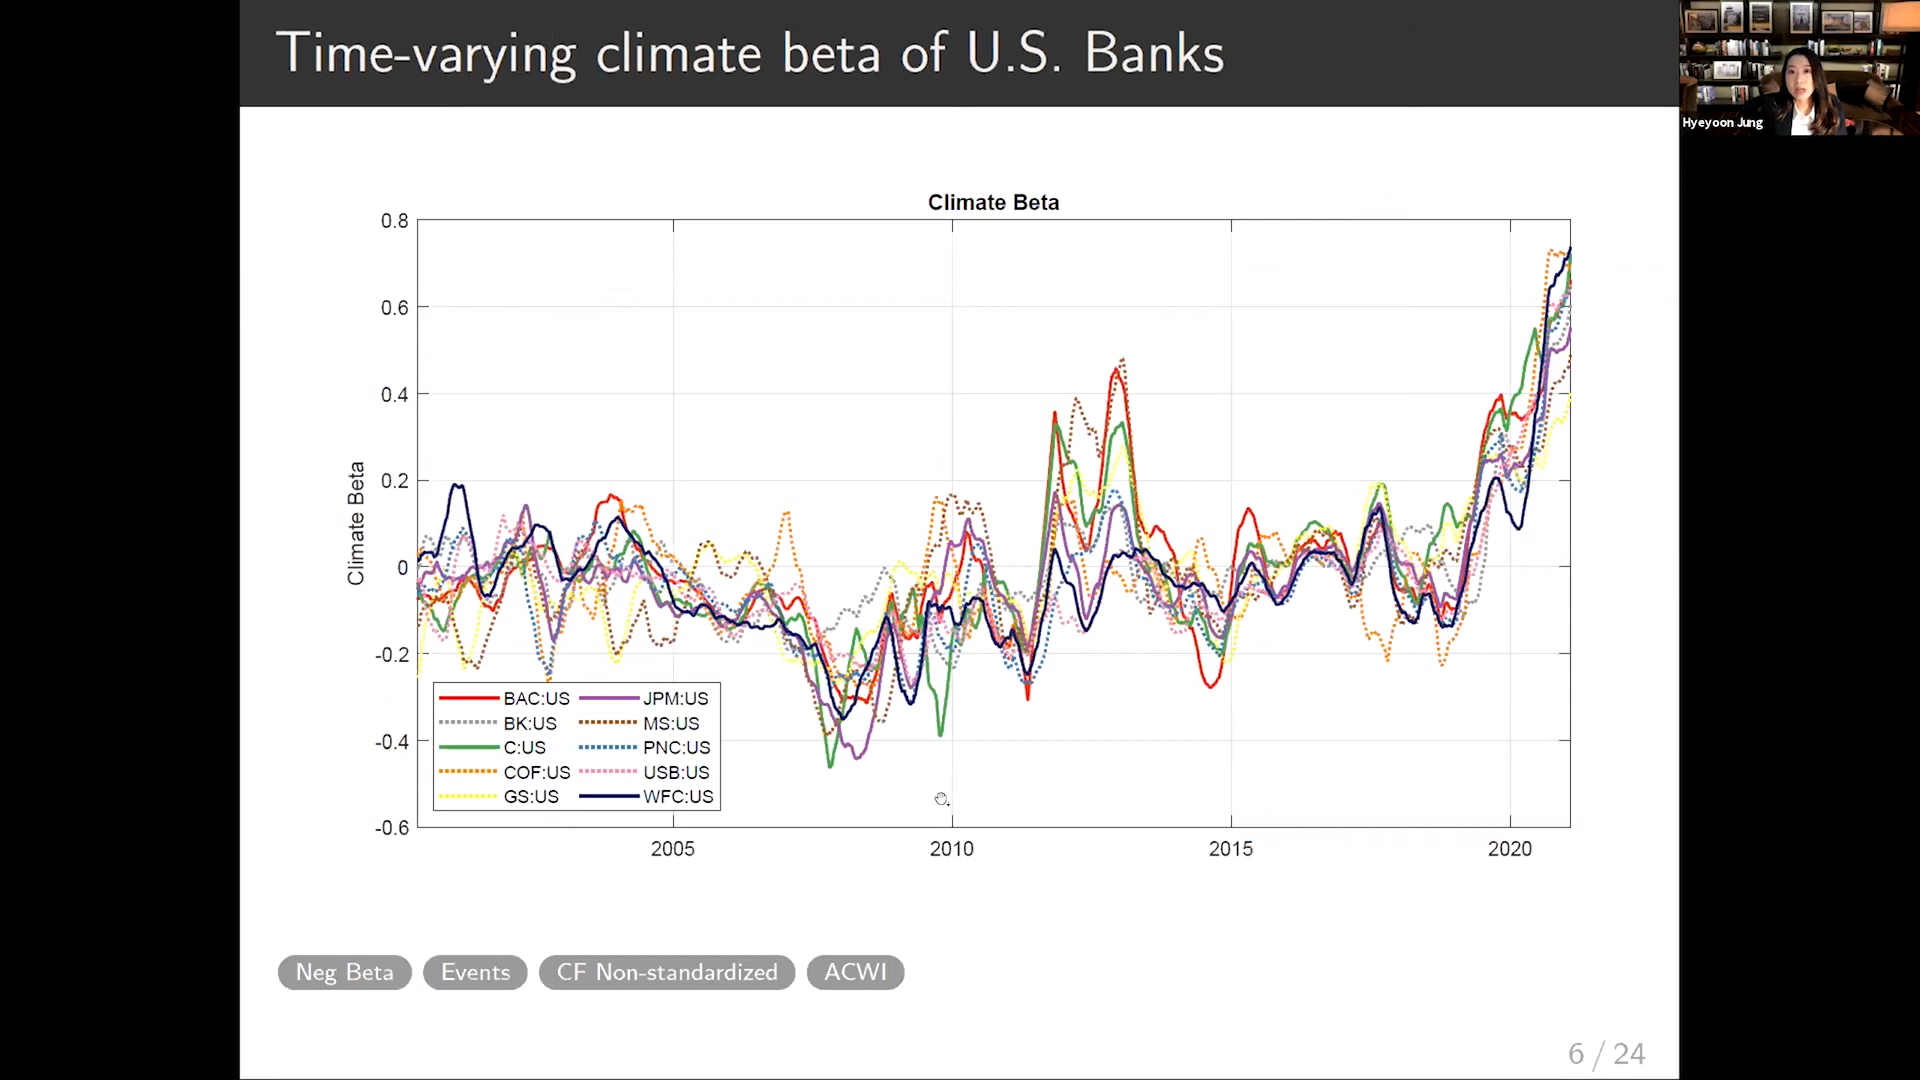 Time-varying climate beta of U.S. Banks
Hyeyoon Jung
Climate Beta
0.8
0.6
0.4
0.2
0
-0.2
-0.4
-0.6
Climate Beta
BAC:US JPM:US
BK:US MS:US
C:US PNC:US
COF:US USB:US
GS:US WFC:US
2005 2010 2015 2020
Neg Beta Events CF Non-standardized ACWI
6 / 24